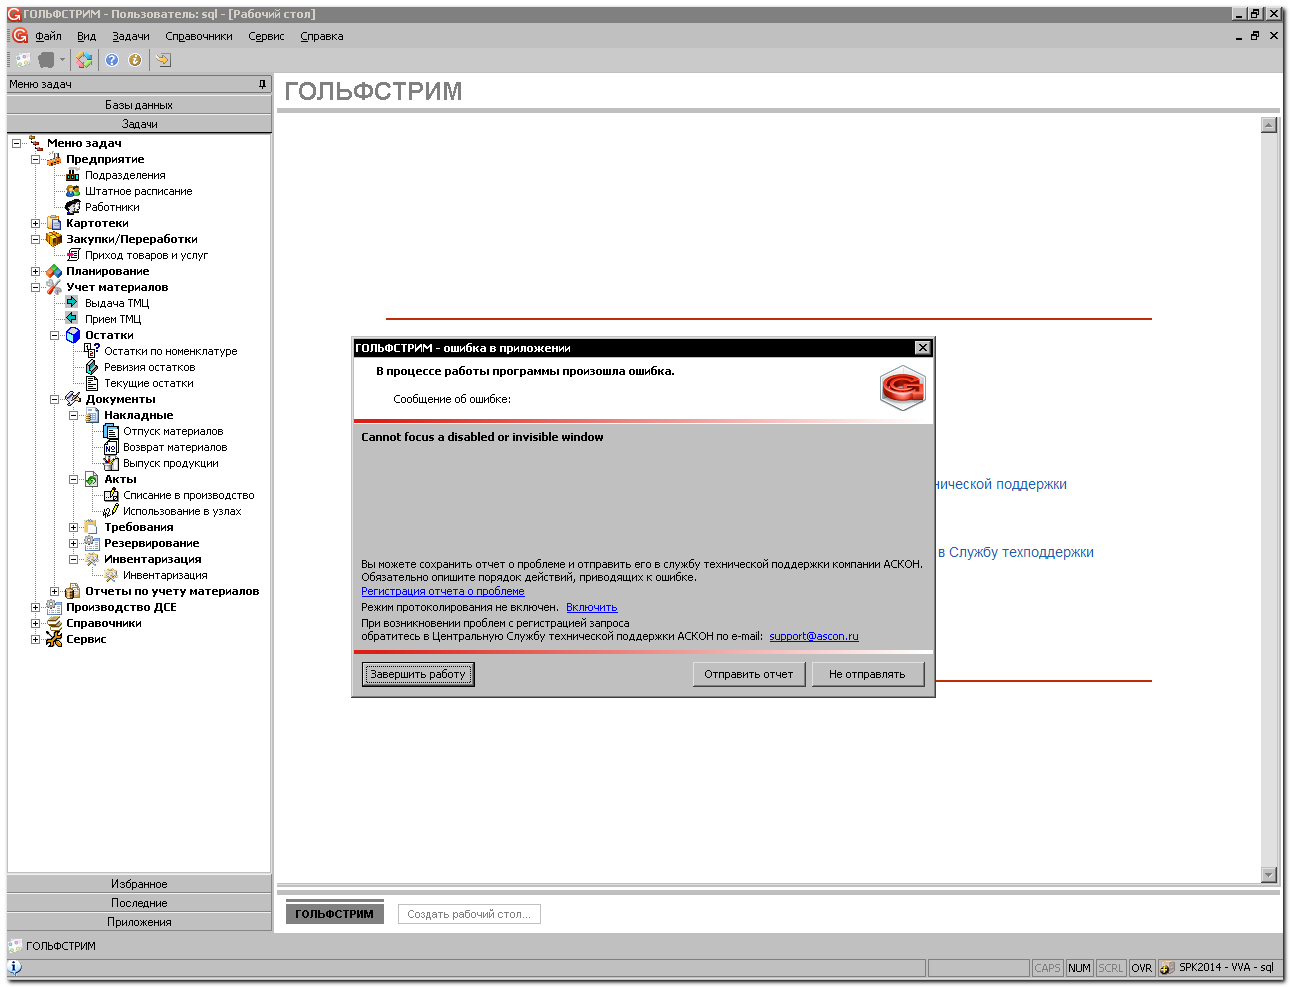 ГОЛЬФСТРИМ - Пользователь: sql - [Рабочий стол]
Файл Вид Задачи Справочники Сервис Справка
Меню задач
Базы данных
Задачи
Меню задач
Предприятие
Подразделения
Штатное расписание
Работники
Картотеки
Закупки/Переработки
Приход товаров и услуг
Планирование
Учет материалов
Выдача ТМЦ
Прием ТМЦ
Остатки
Остатки по номенклатуре
Ревизия остатков
Текущие остатки
Документы
Накладные
Отпуск материалов
Возврат материалов
Выпуск продукции
Акты
Списание в производство
Использование в узлах
Требования
Резервирование
Инвентаризация
Инвентаризация
Отчеты по учету материалов
Производство ДСЕ
Справочники
Сервис
Избранное
Последние
Приложения
ГОЛЬФСТРИМ
ГОЛЬФСТРИМ - ошибка в приложении
В процессе работы программы произошла ошибка.
Сообщение об ошибке:
Cannot focus a disabled or invisible window
нической поддержки
в Службу техподдержки
Вы можете сохранить отчет о проблеме и отправить его в службу технической поддержки компании АСКОН.
Обязательно опишите порядок действий, приводящих к ошибке.
Регистрация отчета о проблеме
Режим протоколирования не включен. Включить
При возникновении проблем с регистрацией запроса
обратитесь в Центральную Службу технической поддержки АСКОН по e-mail: support@ascon.ru
Завершить работу Отправить отчет Не отправлять
ГОЛЬФСТРИМ Создать рабочий стол...
ГОЛЬФСТРИМ
CAPS NUM SCRL OVR SPK2014 - VVA - sql